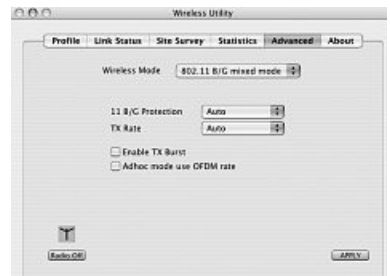 Wireless Utility
Profile Link Status Site Survey Statistics Advanced About
Wireless Mode 802.11 B/G mixed mode
11 B/G Protection Auto
TX Rate Auto
Enable TX Burst
Adhoc mode use OFDM rate
Radio Off
APPLY